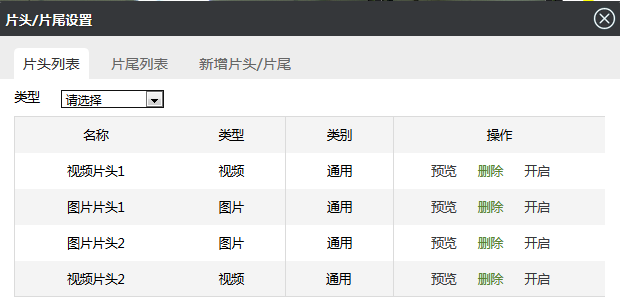 片头/片尾设置
片头列表 片尾列表 新增片头/片尾
类型 请选择
名称 类型 类别 操作
视频片头1 视频 通用 预览 删除 开启
图片片头1 图片 通用 预览 删除 开启
图片片头2 图片 通用 预览 删除 开启
视频片头2 视频 通用 预览 删除 开启